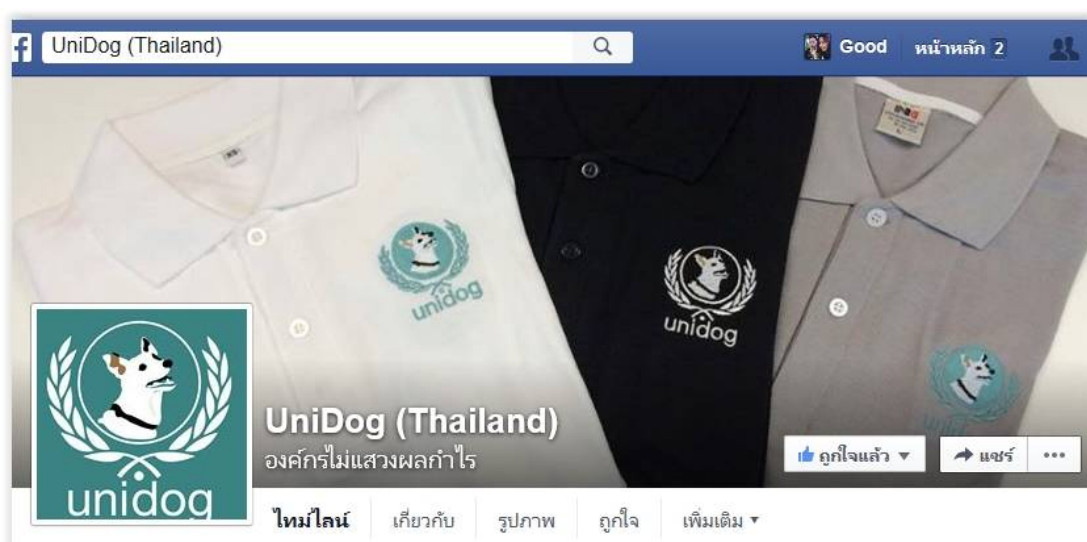 f UniDog (Thailand) Good หน้าหลัก 2
XS
unidog
unidog
unidog
unidog
UniDog (Thailand)
องค์กรไม่แสวงผลกำไร
ถูกใจแล้ว แชร์ ...
ไทม์ไลน์ เกี่ยวกับ รูปภาพ ถูกใจ เพิ่มเติม